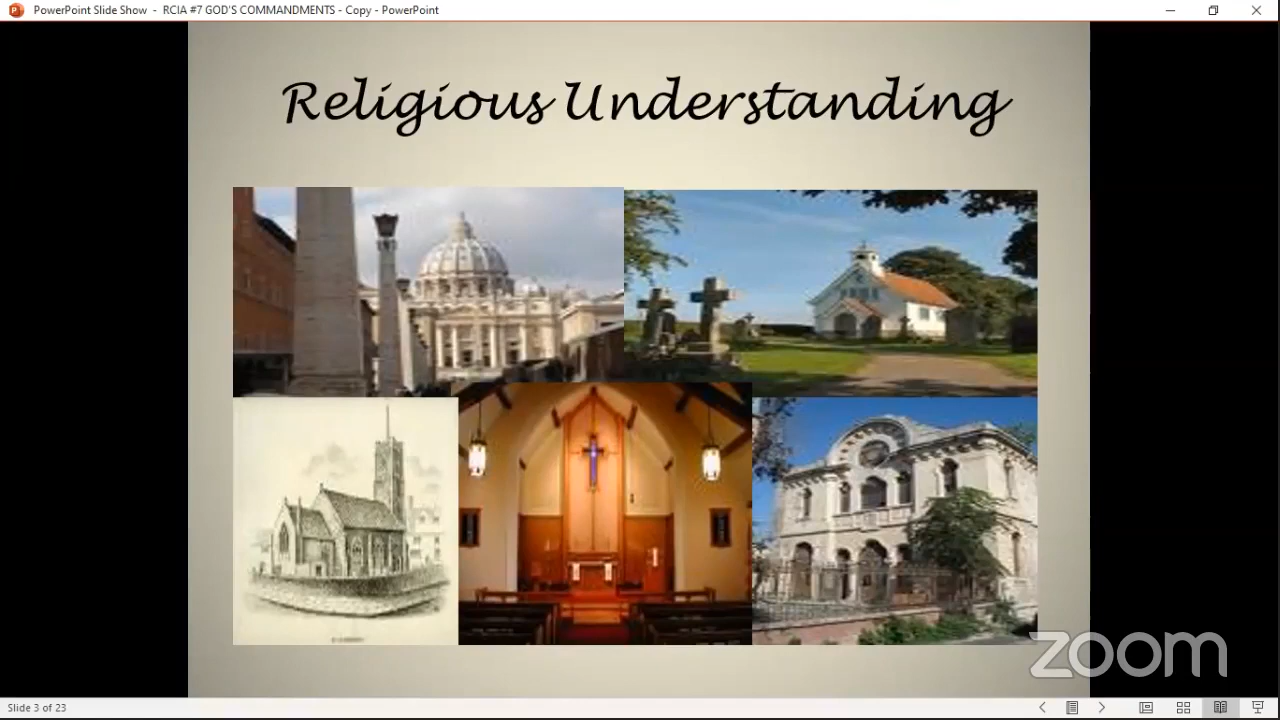 PowerPoint Slide Show - RCIA #7 GOD'S COMMANDMENTS - Copy - PowerPoint
Religious Understanding
zoom
Slide 3 of 23